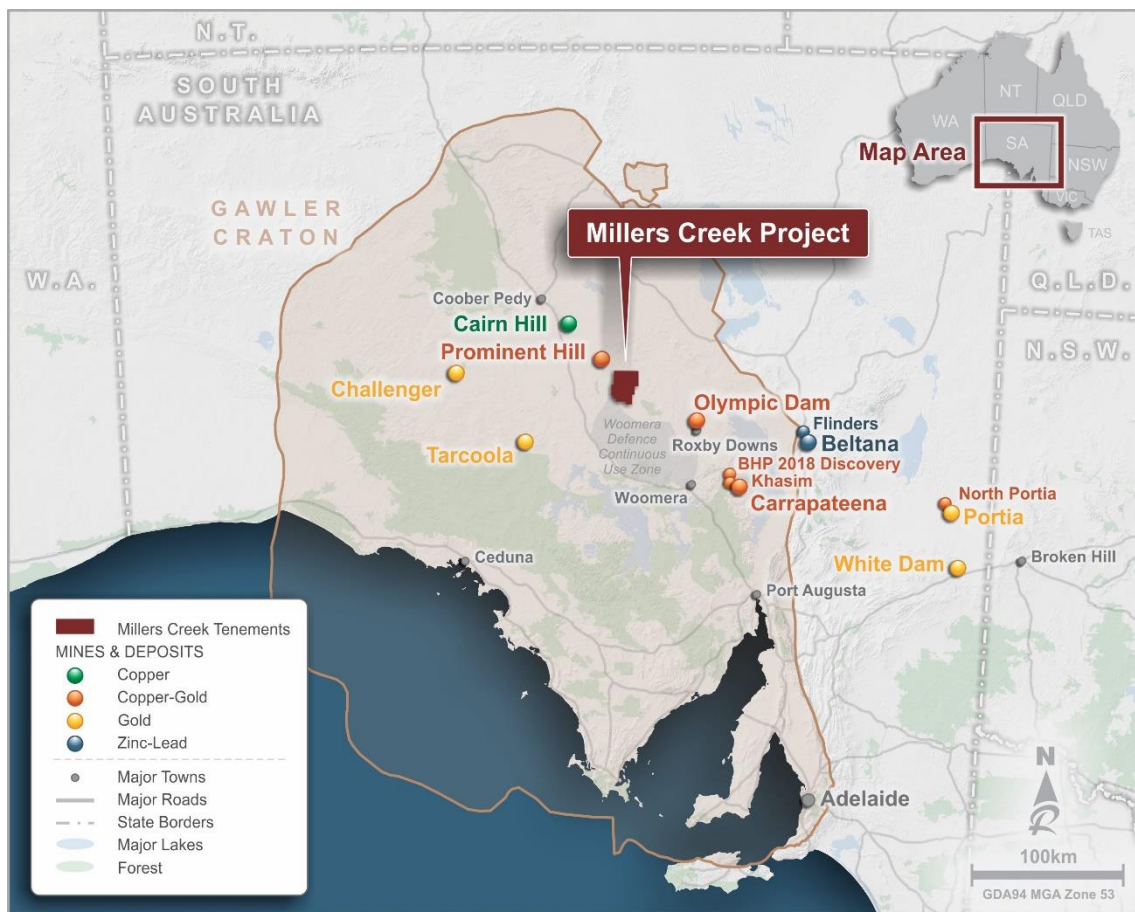 N.T.
SOUTH
AUSTRALIA
NT
QLD
WA
SA
NSW
VIC
TAS
Map Area
GAWLER
CRATON
Millers Creek Project
W.A.
Q.L.D.
N.S.W.
Coober Pedy
Cairn Hill
Prominent Hill
Challenger
Olympic Dam
Flinders
Beltana
Roxby Downs
Woomera
Defence
Continuous
Use Zone
Tarcoola
BHP 2018 Discovery
Khasim
Carrapateena
Woomera
North Portia
Portia
Ceduna
White Dam
Broken Hill
Port Augusta
Adelaide
Millers Creek Tenements
MINES & DEPOSITS
Copper
Copper-Gold
Gold
Zinc-Lead
Major Towns
Major Roads
State Borders
Major Lakes
Forest
N
100km
GDA94 MGA Zone 53